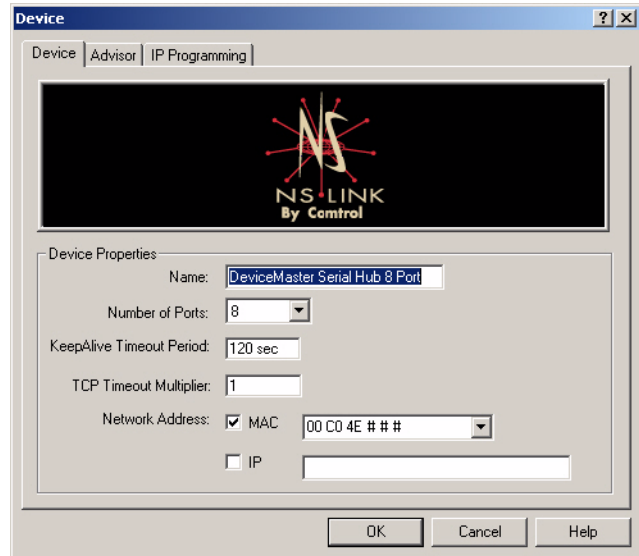 Device
Device Advisor IP Programming
NS
NS•LINK
By Comtrol
Device Properties
Name: DeviceMaster Serial Hub 8 Port
Number of Ports: 8
KeepAlive Timeout Period: 120 sec
TCP Timeout Multiplier: 1
Network Address: MAC 00 C0 4E # # #
IP
OK Cancel Help